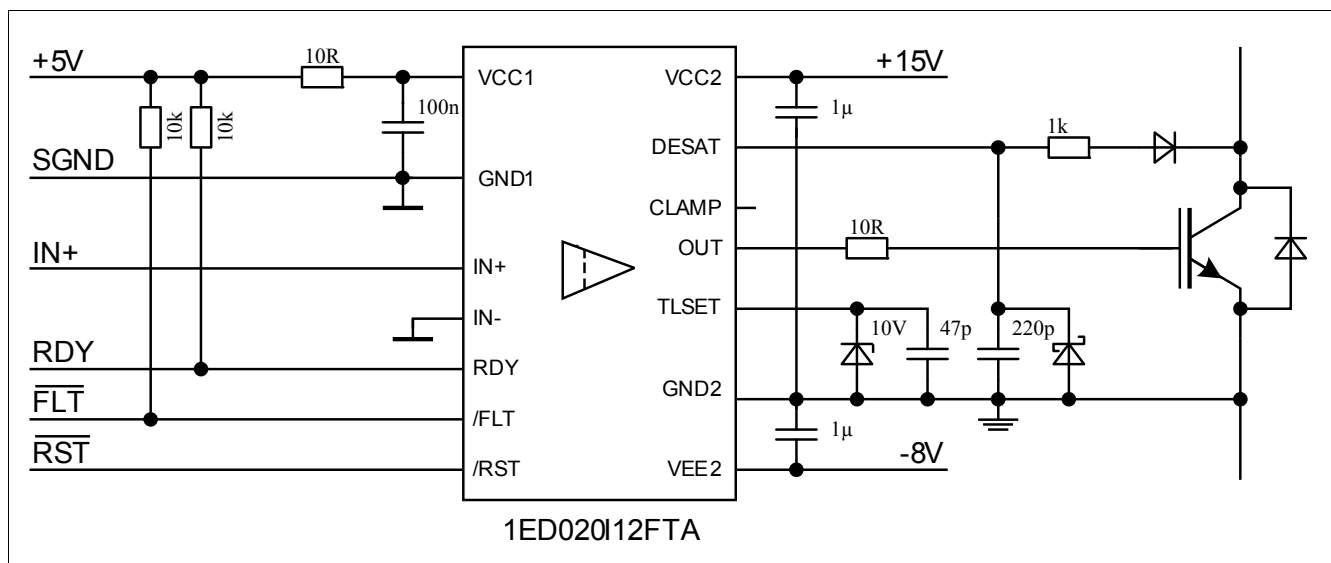 +5V
10R
VCC1
VCC2
+15V
10k
10k
100n
1µ
1k
DESAT
SGND
GND1
CLAMP
OUT
10R
IN+
IN+
IN-
TLSET
10V
47p
220p
RDY
RDY
GND2
FLT
/FLT
1µ
RST
/RST
VEE2
-8V
1ED020I12FTA